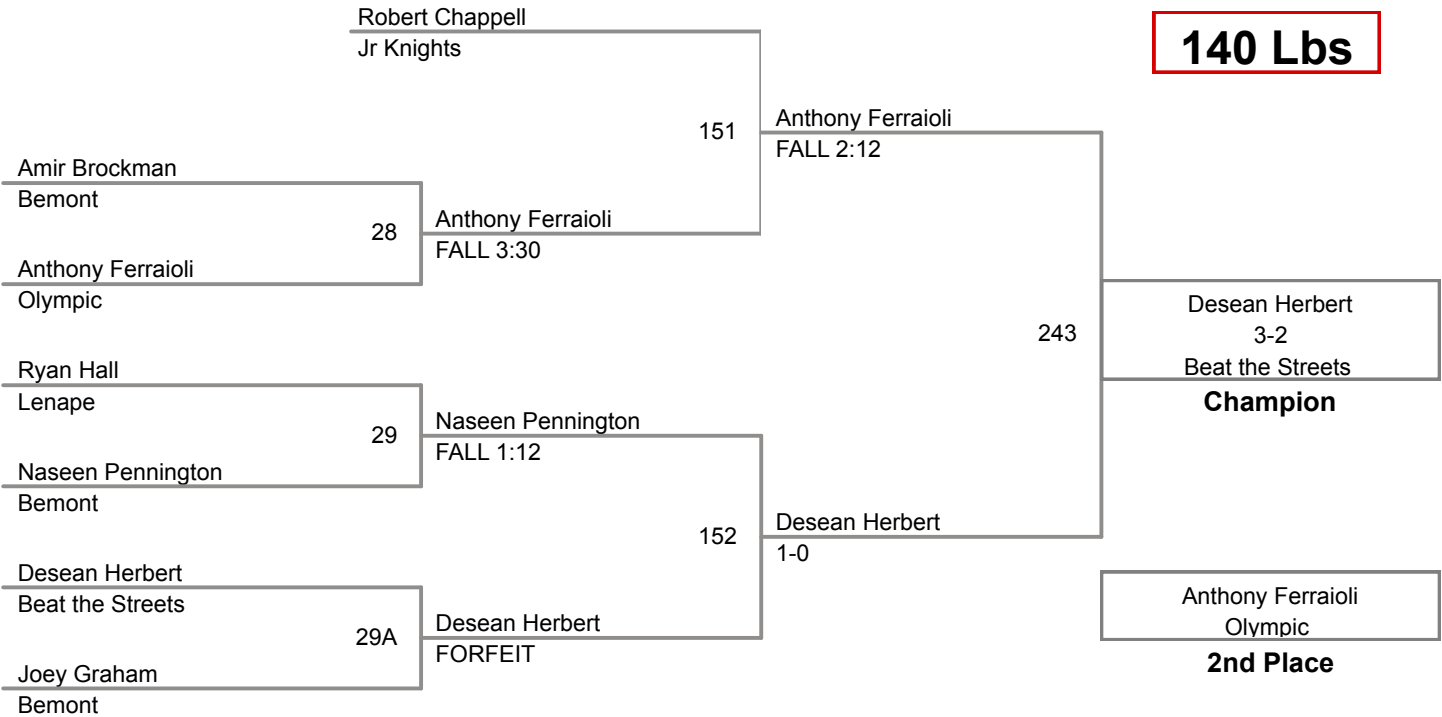 Robert Chappell
Jr Knights
140 Lbs
151
Anthony Ferraioli
FALL 2:12
Amir Brockman
Bemont
28
Anthony Ferraioli
FALL 3:30
Anthony Ferraioli
Olympic
243
Desean Herbert
3-2
Beat the Streets
Champion
Ryan Hall
Lenape
29
Naseen Pennington
FALL 1:12
Naseen Pennington
Bemont
152
Desean Herbert
1-0
Desean Herbert
Beat the Streets
29A
Desean Herbert
FORFEIT
Joey Graham
Bemont
Anthony Ferraioli
Olympic
2nd Place